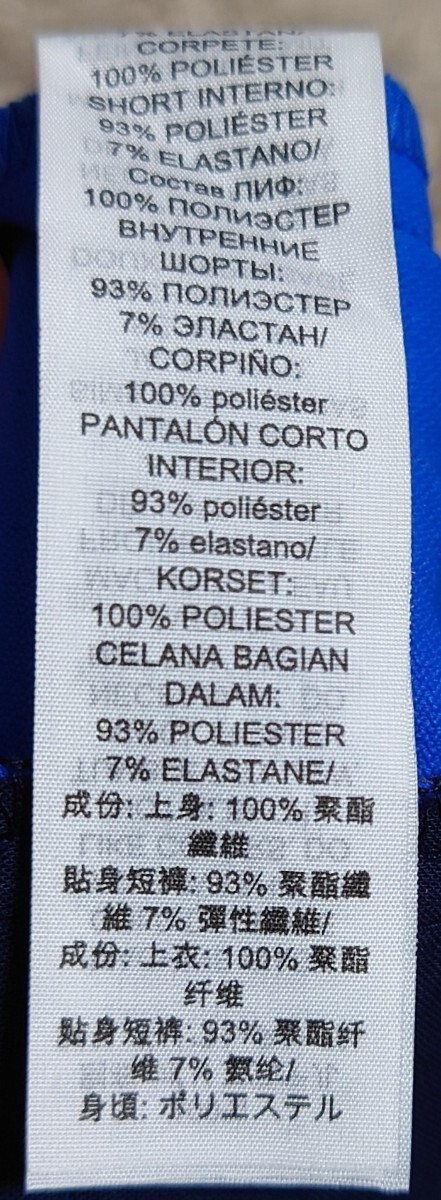 7% ELASTAN/
CORPETE:
100% POLIÉSTER
SHORT INTERNO:
93% POLIÉSTER
7% ELASTANO/
Состав ЛИФ:
100% ПОЛИЭСТЕР
ВНУТРЕННИЕ
ШОРТЫ:
93% ПОЛИЭСТЕР
7% ЭЛАСТАН/
CORPIÑO:
100% poliéster
PANTALÓN CORTO
INTERIOR:
93% poliéster
7% elastano/
KORSET:
100% POLIESTER
CELANA BAGIAN
DALAM:
93% POLIESTER
7% ELASTANE/
成份: 上身: 100% 聚酯
纖維
貼身短褲: 93% 聚酯纖
維 7% 彈性纖維/
成份: 上衣: 100% 聚酯
纤维
贴身短裤: 93% 聚酯纤
维 7% 氨纶/
身頃: ポリエステル